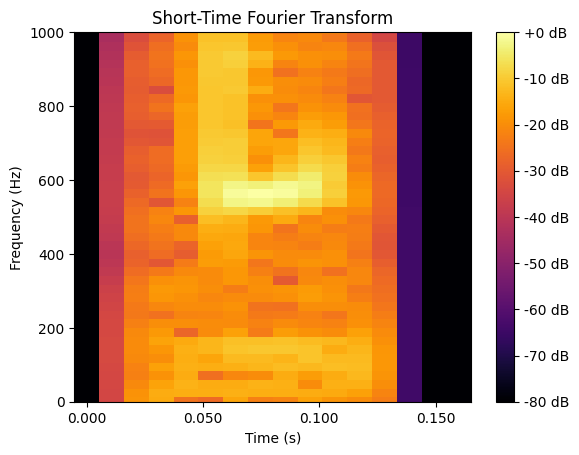 Short-Time Fourier Transform
1000
800
600
400
200
0
Frequency (Hz)
0.000
0.050
0.100
0.150
Time (s)
+0 dB
-10 dB
-20 dB
-30 dB
-40 dB
-50 dB
-60 dB
-70 dB
-80 dB